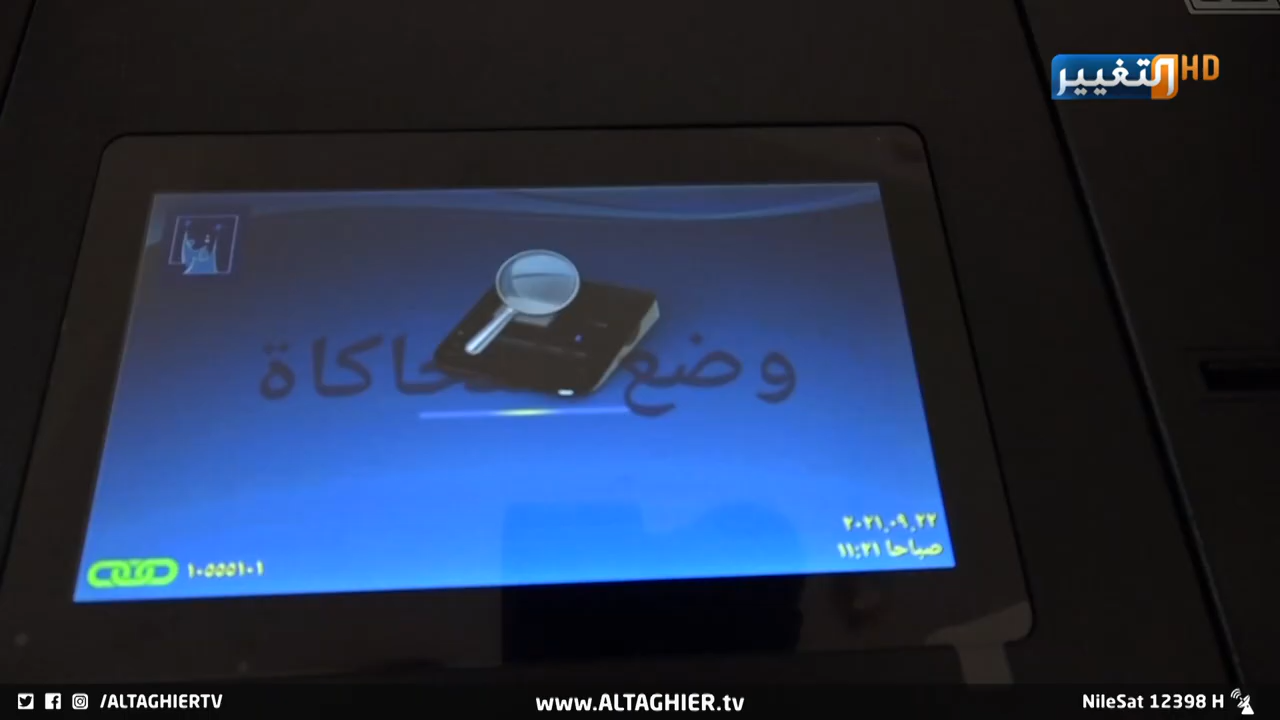 التغيير HD
وضع
٢٠٢١,٠٩,٢٢
صباحا ١١:٢١
١٠٥٥٥١٠١
/ALTAGHIERTV
www.ALTAGHIER.tv
NileSat 12398 H